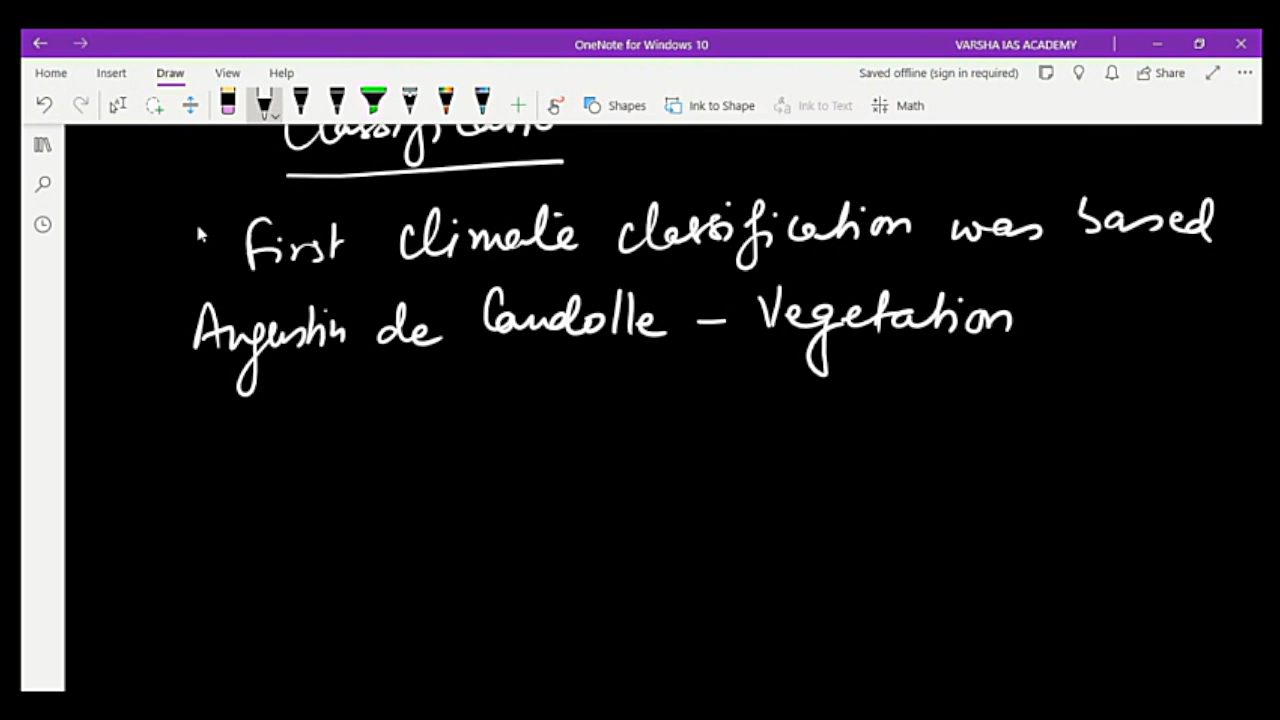 OneNote for Windows 10 VARSHA IAS ACADEMY
Home Insert Draw View Help Saved offline (sign in required) Share
Shapes Ink to Shape Ink to Text Math
Classification
First climate classification was based
Augustin de Candolle – Vegetation